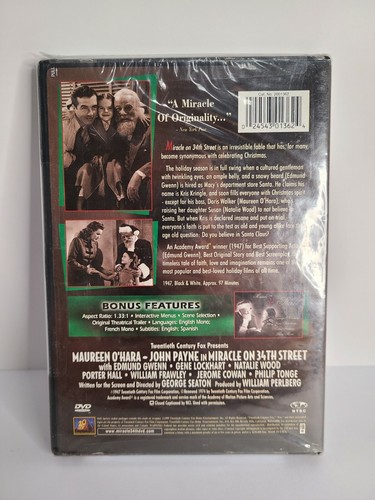 "A Miracle
Of Originality..."
- New York Post
0 24543 01362 4
Miracle on 34th Street is an irresistible fable that has, for many,
become synonymous with celebrating Christmas.
The holiday season is in full swing when a cultured gentleman
with twinkling eyes, an ample belly, and a snowy beard (Edmund
Gwenn) is hired as Macy's department store Santa. He claims his
name is Kris Kringle, and soon fills everyone with Christmas spirit
- except for his boss, Doris Walker (Maureen O'Hara), who's
raising her daughter Susan (Natalie Wood) to not believe in
Santa. But when Kris is declared insane and put on trial,
everyone's faith is put to the test as old and young alike face the
age old question: Do you believe in Santa Claus?
An Academy Award winner (1947) for Best Supporting Actor
(Edmund Gwenn), Best Original Story and Best Screenplay,
timeless tale of faith, love and imagination remains one of the
most popular and best-loved holiday films of all time.
1947, Black & White, Approx. 97 Minutes
BONUS FEATURES
Aspect Ratio: 1.33:1 • Interactive Menus • Scene Selection •
Original Theatrical Trailer • Languages: English Mono;
French Mono • Subtitles: English; Spanish
Twentieth Century Fox Presents
MAUREEN O'HARA – JOHN PAYNE IN MIRACLE ON 34TH STREET
WITH EDMUND GWENN • GENE LOCKHART • NATALIE WOOD
PORTER HALL • WILLIAM FRAWLEY • JEROME COWAN • PHILIP TONGE
Written for the Screen and Directed by GEORGE SEATON Produced by WILLIAM PERLBERG
DVD
VIDEO
NTSC